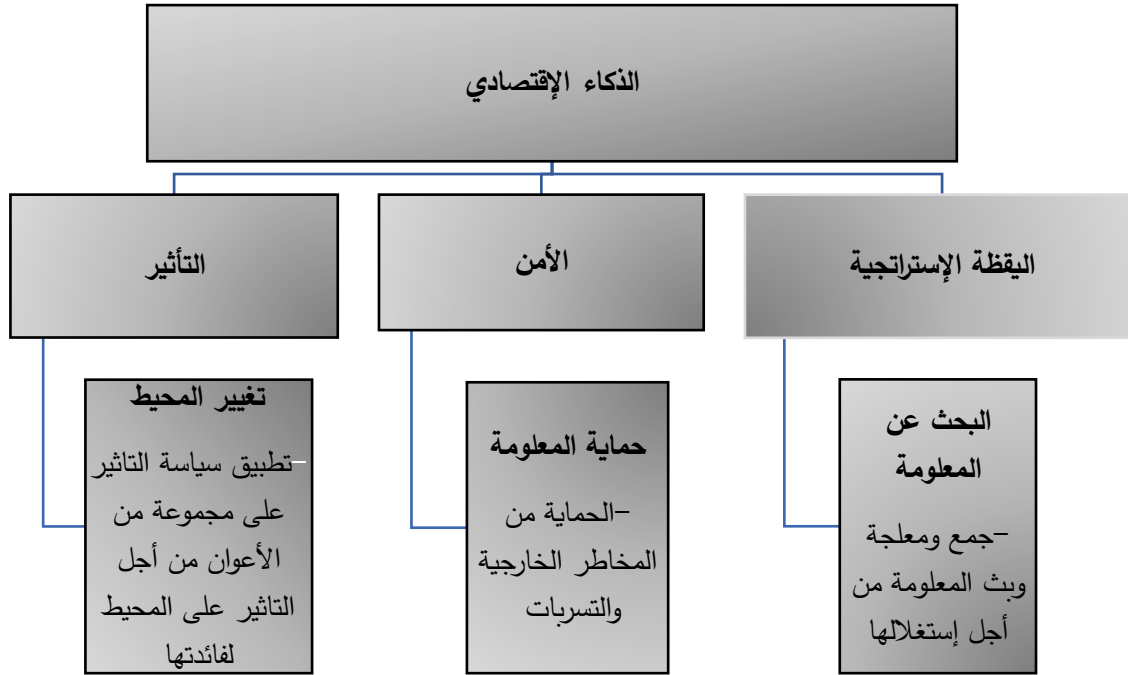 الذكاء الإقتصادي
اليقظة الإستراتجية
الأمن
التأثير
البحث عن
المعلومة
–جمع ومعلجة
وبث المعلومة من
أجل إستغلالها
حماية المعلومة
–الحماية من
المخاطر الخارجية
والتسربات
تغيير المحيط
–تطبيق سياسة التاثير
على مجموعة من
الأعوان من أجل
التاثير على المحيط
لفائدتها